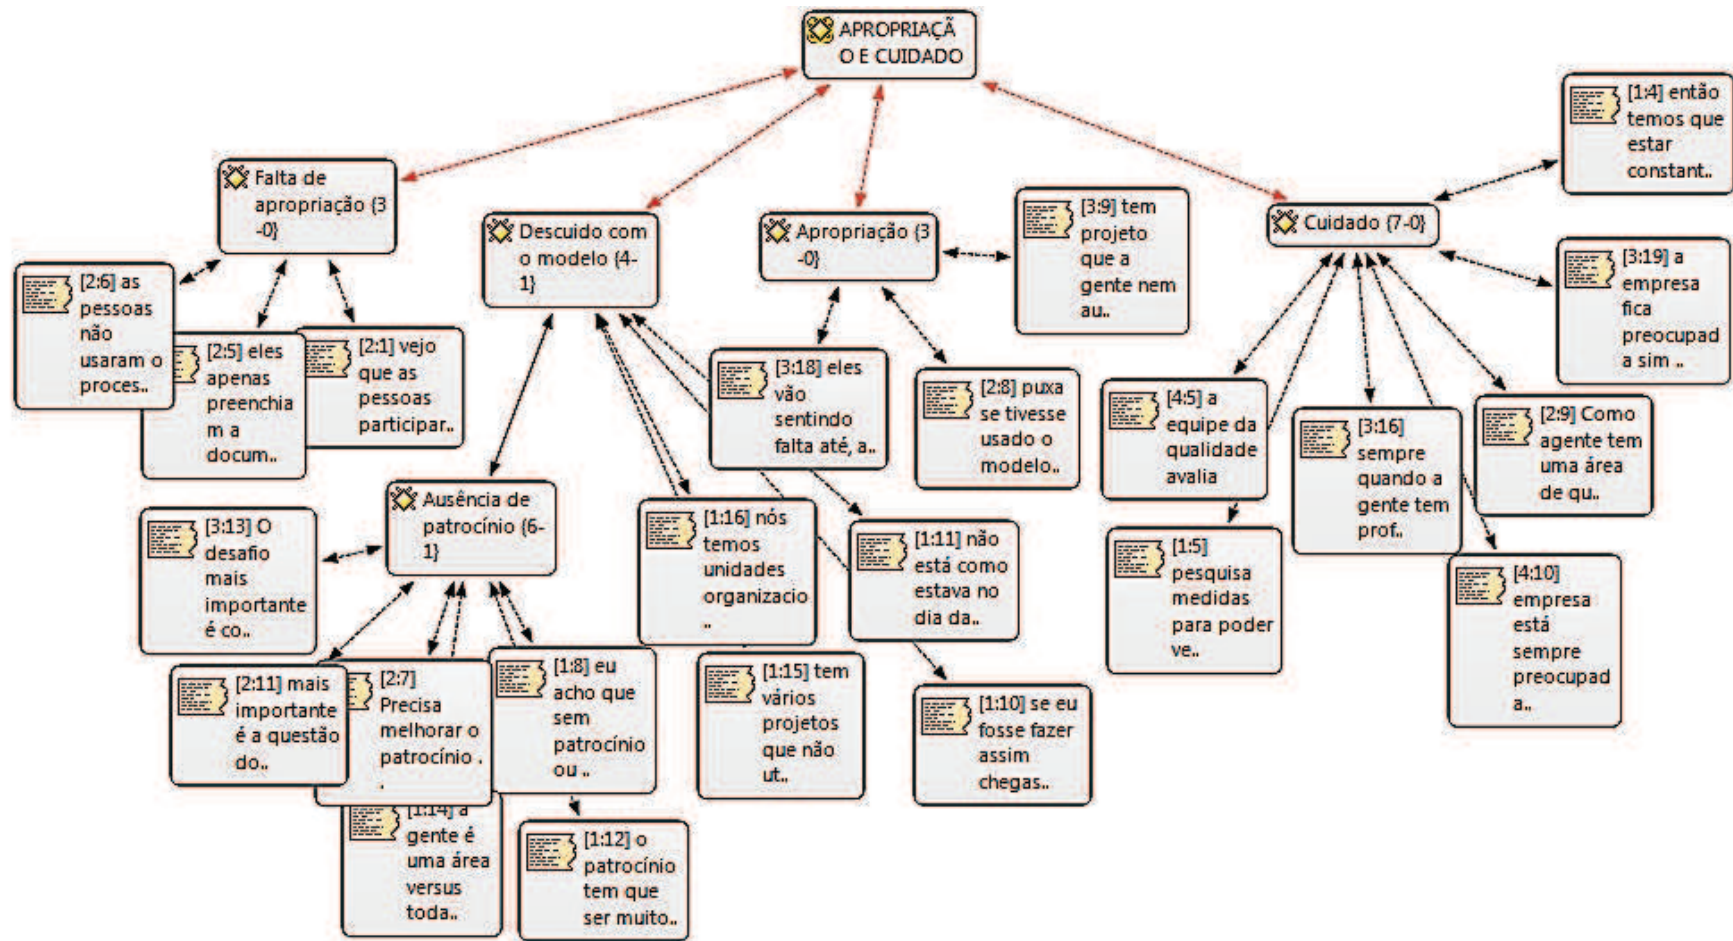 APROPRIAÇÃ
O E CUIDADO
[1:4] então
temos que
estar
constant..
Falta de
apropriação {3
-0}
Descuido com
o modelo {4-
1}
Apropriação {3
-0}
[3:9] tem
projeto
que a
gente nem
au..
Cuidado {7-0}
[3:19] a
empresa
fica
preocupad
a sim ..
[2:6] as
pessoas
não
usaram o
proces..
[2:5] eles
apenas
preenchia
m a
docum..
[2:1] vejo
que as
pessoas
participar..
[3:18] eles
vão
sentindo
falta até, a..
[2:8] puxa
se tivesse
usado o
modelo..
[4:5] a
equipe da
qualidade
avalia
[3:16]
sempre
quando a
gente tem
prof..
[2:9] Como
agente tem
uma área
de qu..
Ausência de
patrocínio {6-
1}
[3:13] O
desafio
mais
importante
é co..
[1:16] nós
temos
unidades
organizacio
..
[1:11] não
está como
estava no
dia da..
[1:5]
pesquisa
medidas
para poder
ve..
[4:10]
empresa
está
sempre
preocupad
a..
[2:11] mais
importante
é a questão
do..
[2:7]
Precisa
melhorar o
patrocínio .
.
[1:8] eu
acho que
sem
patrocínio
ou ..
[1:15] tem
vários
projetos
que não
ut..
[1:10] se eu
fosse fazer
assim
chegas..
[1:14] a
gente é
uma área
versus
toda..
[1:12] o
patrocínio
tem que
ser muito..